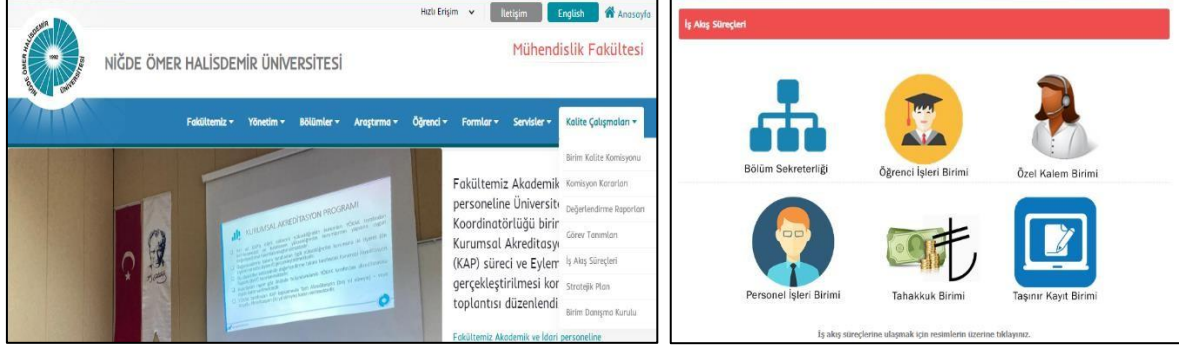 Hızlı Erişim
İletişim
English
Anasayfa
NİĞDE ÖMER HALİSDEMİR ÜNİVERSİTESİ
Mühendislik Fakültesi
Fakültemiz
Yönetim
Bölümler
Araştırma
Öğrenci
Formlar
Servisler
Kalite Çalışmaları
Birim Kalite Komisyonu
Komisyon Kararları
Değerlendirme Raporları
Görev Tanımları
İş Akış Süreçleri
Stratejik Plan
Birim Danışma Kurulu
KURUMSAL AKREDİTASYON PROGRAMI
Fakültemiz Akademik
personeline Üniversit
Koordinatörlüğü birir
Kurumsal Akreditasy
(KAP) süreci ve Eylem
gerçekleştirilmesi kor
toplantısı düzenlendi
Fakültemiz Akademik ve İdari personeline
İş Akış Süreçleri
Bölüm Sekreterliği
Öğrenci İşleri Birimi
Özel Kalem Birimi
Personel İşleri Birimi
Tahakkuk Birimi
Taşınır Kayıt Birimi
İş akış süreçlerine ulaşmak için resimlerin üzerine tıklayınız.